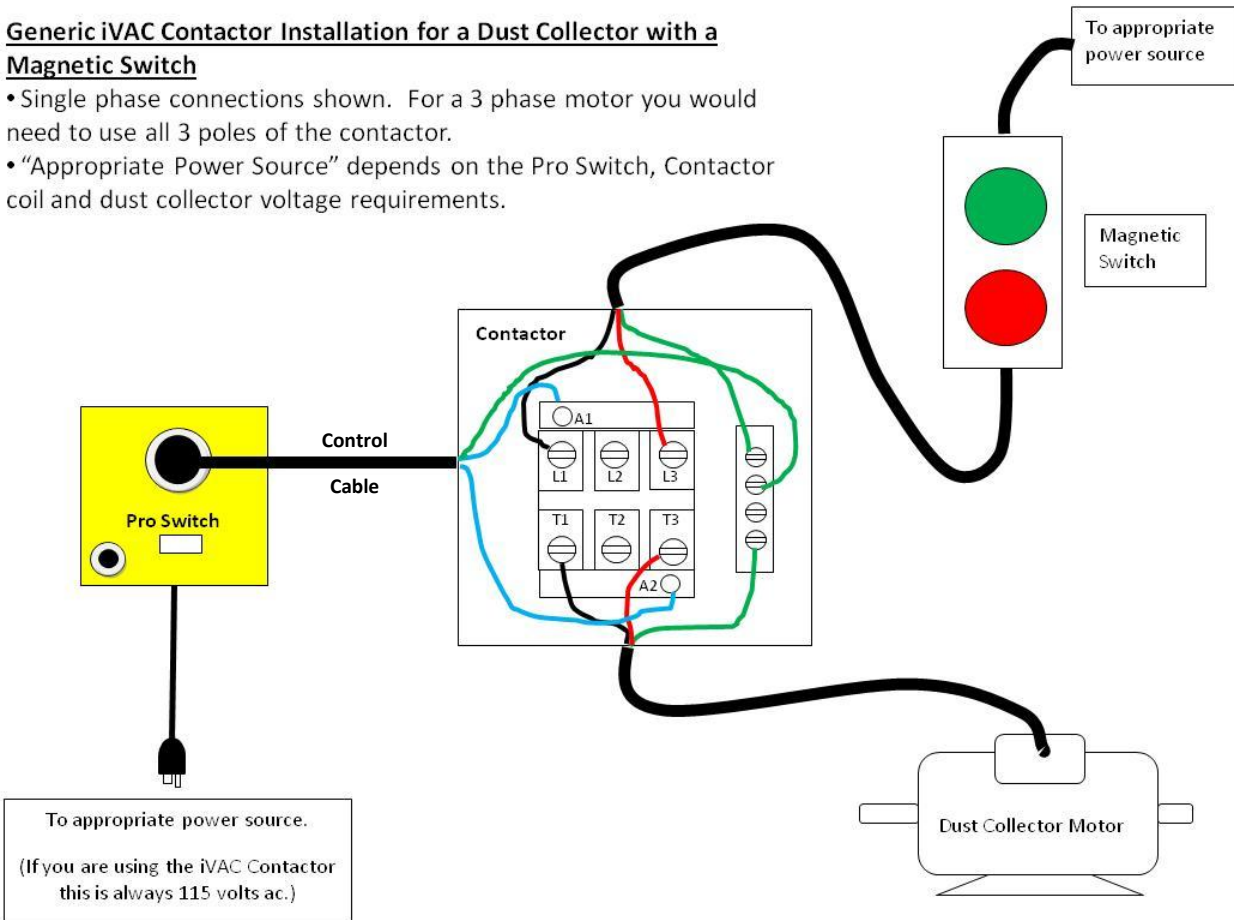 Generic iVAC Contactor Installation for a Dust Collector with a
Magnetic Switch
• Single phase connections shown. For a 3 phase motor you would
need to use all 3 poles of the contactor.
• “Appropriate Power Source” depends on the Pro Switch, Contactor
coil and dust collector voltage requirements.
To appropriate
power source
Magnetic
Switch
Contactor
A1
L1
L2
L3
T1
T2
T3
A2
Control
Cable
Pro Switch
To appropriate power source.
(If you are using the iVAC Contactor
this is always 115 volts ac.)
Dust Collector Motor